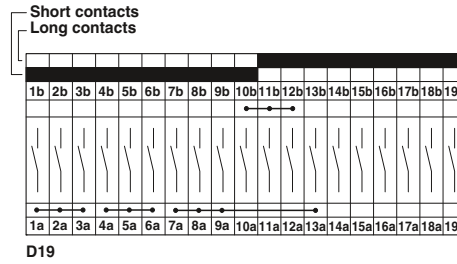 Short contacts
Long contacts
1b 2b 3b 4b 5b 6b 7b 8b 9b 10b 11b 12b 13b 14b 15b 16b 17b 18b 19
1a 2a 3a 4a 5a 6a 7a 8a 9a 10a 11a 12a 13a 14a 15a 16a 17a 18a 19
D19